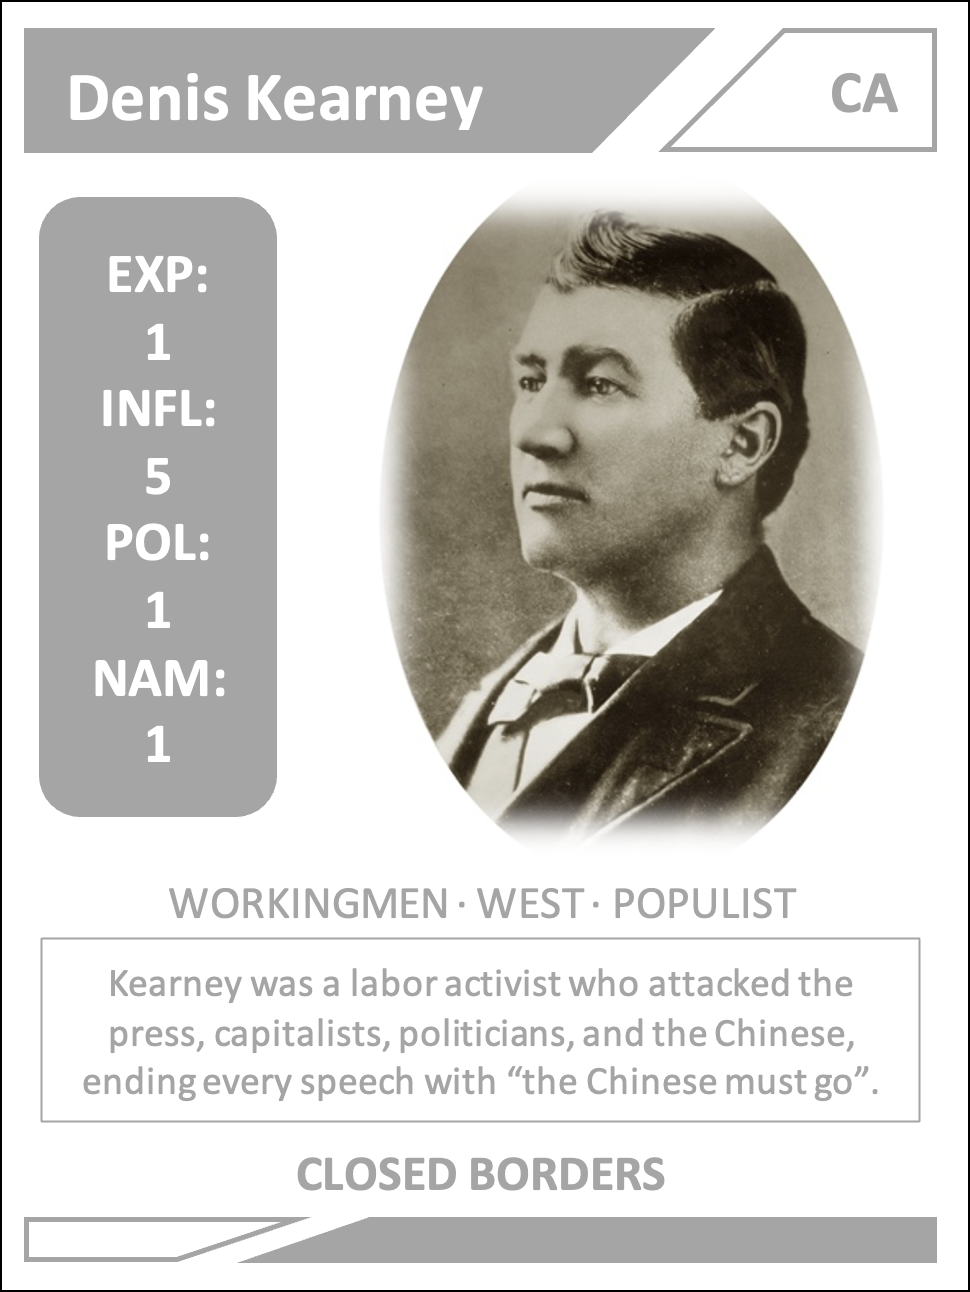 Denis Kearney
CA
EXP:
1
INFL:
5
POL:
1
NAM:
1
WORKINGMEN · WEST · POPULIST
Kearney was a labor activist who attacked the
press, capitalists, politicians, and the Chinese,
ending every speech with “the Chinese must go”.
CLOSED BORDERS